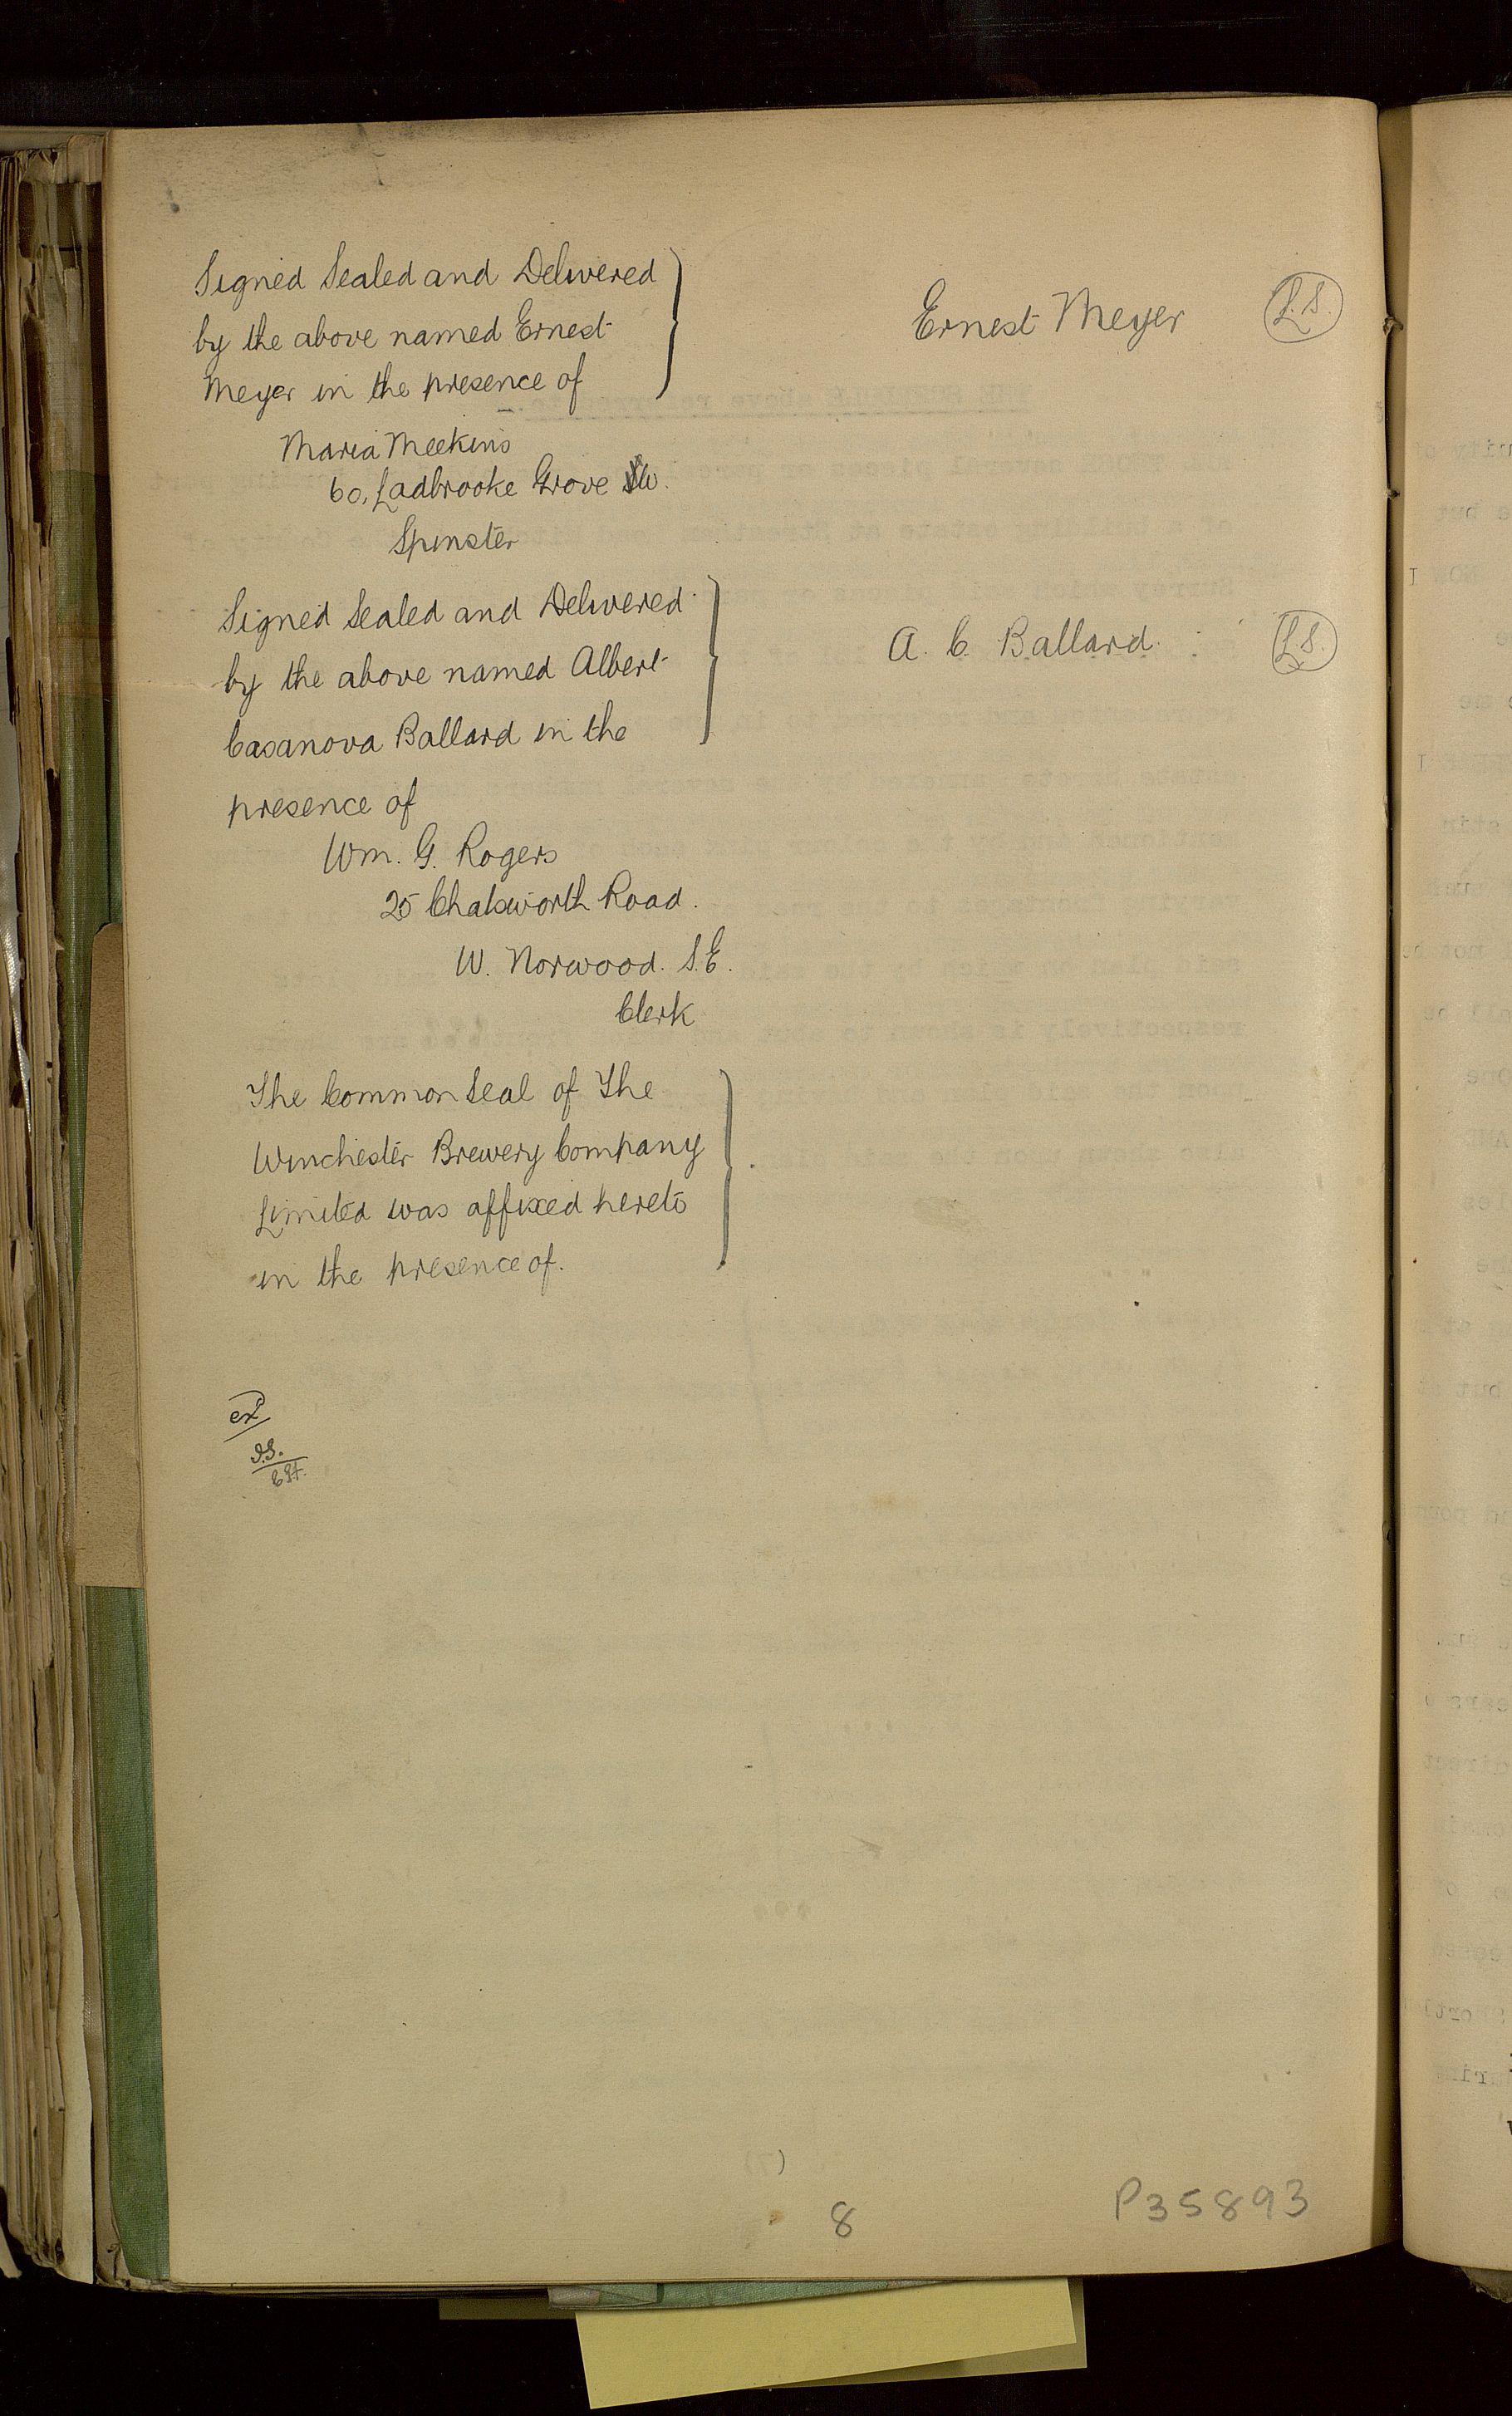 Signed Sealed and Delivered
by the above named Ernest
Meyer in the presence of
Ernest Meyer L.S.
Maria Meekins
60, Ladbrooke Grove W.
Spinster
Signed Sealed and Delivered
by the above named Albert
Casanova Ballard in the
presence of
A. C. Ballard. L.S.
Wm. G. Rogers
25 Chatsworth Road.
W. Norwood. S.E.
Clerk
The Common Seal of The
Winchester Brewery Company
Limited was affixed hereto
in the presence of.
exd
8
P35893